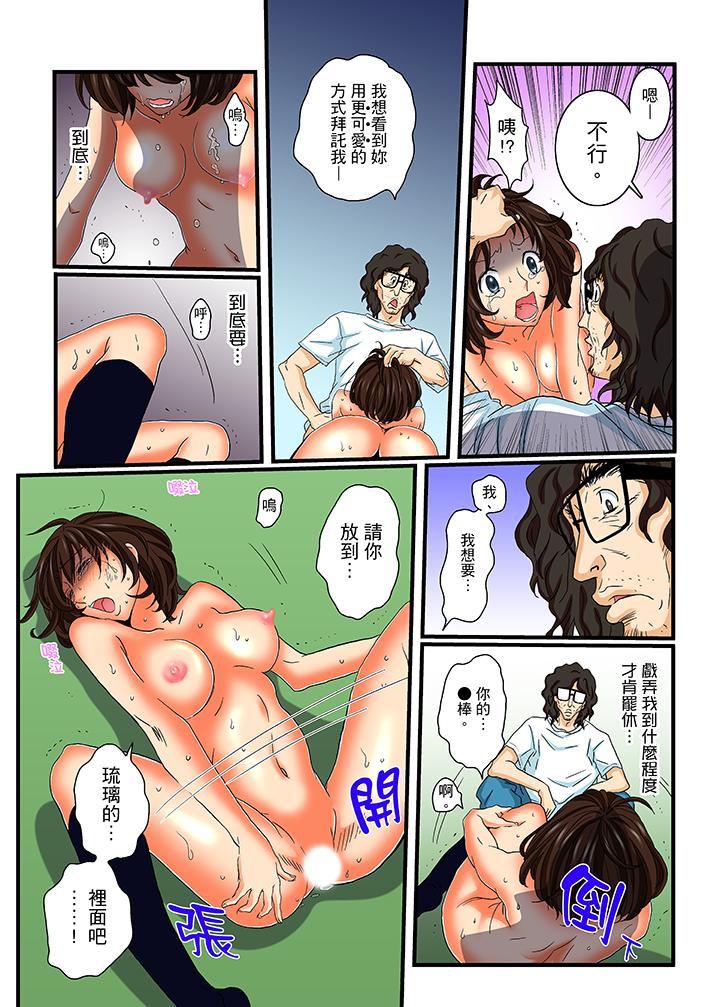 嗯—
不行。
咦!?
我想看到妳
用更可愛的
方式拜託我—
嗚…
到底…
嗚…
到底要…
呼…
我、
我想要…
戲弄我到什麼程度
才肯罷休…
你的…
●棒。
啊。
倒下
請你
放到…
嗚
啜泣
啜泣
開
張
琉璃的…
裡面吧
……!